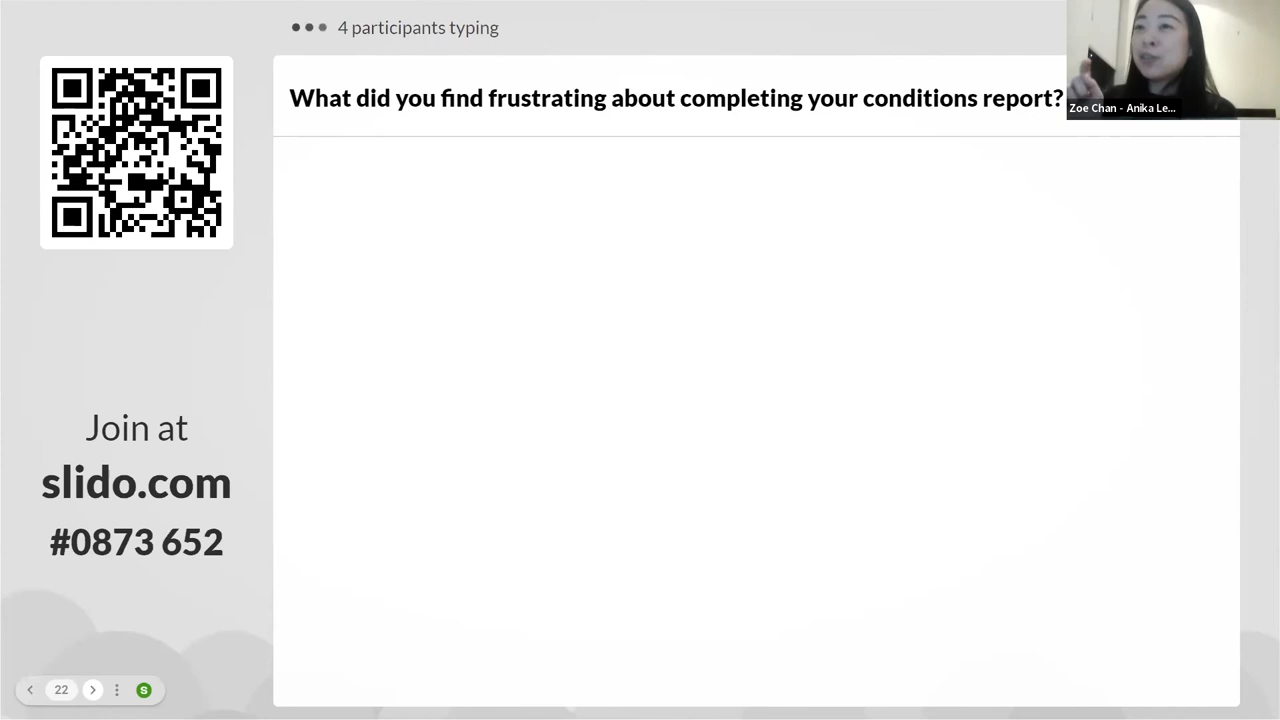 4 participants typing
What did you find frustrating about completing your conditions report?
Zoe Chan - Anika Le...
Join at
slido.com
#0873 652
22
S